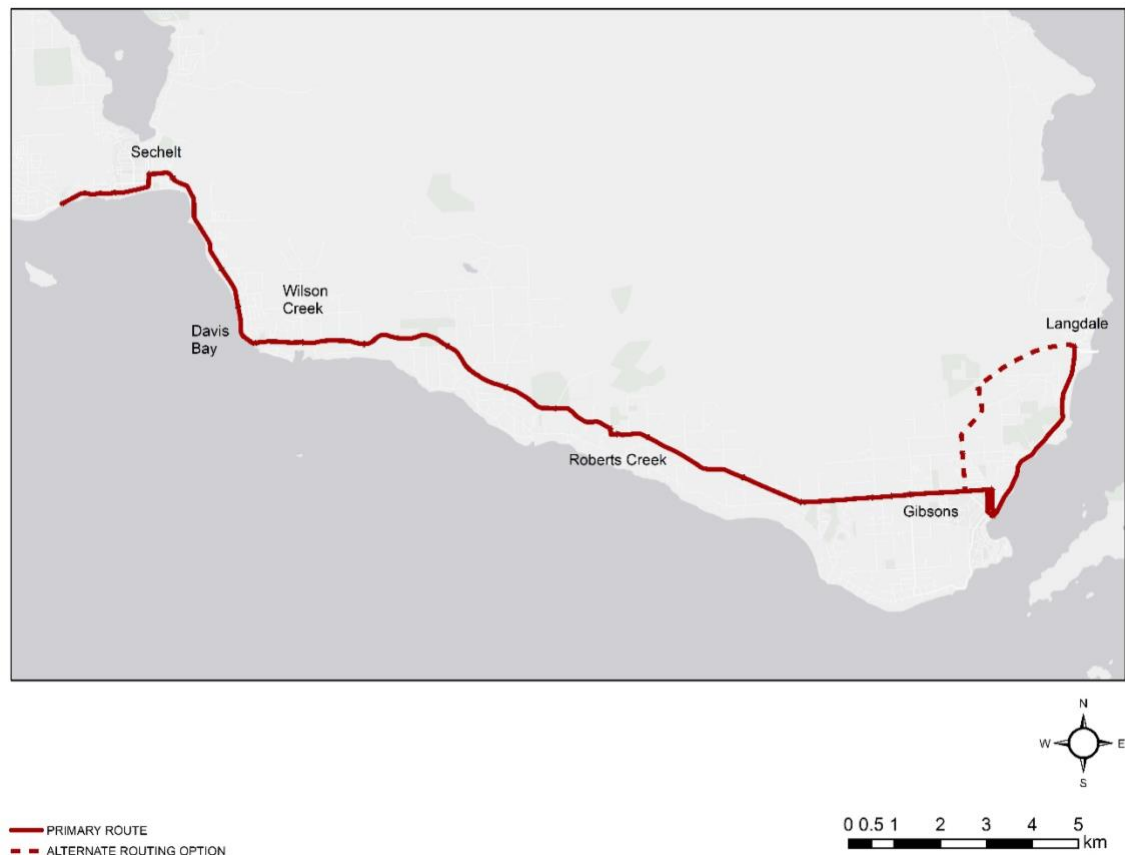 Sechelt
Wilson
Creek
Davis
Bay
Langdale
Roberts Creek
Gibsons
N
W
E
S
PRIMARY ROUTE
ALTERNATE ROUTING OPTION
0 0.5 1 2 3 4 5
km